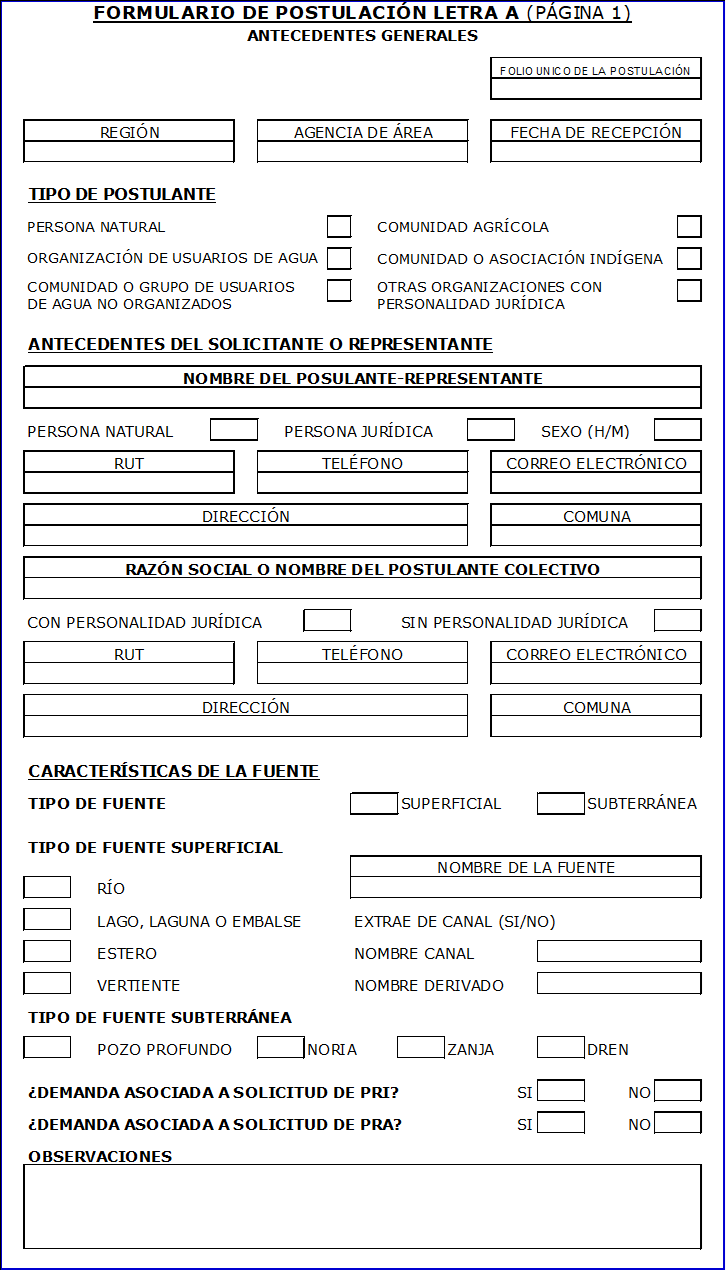 FORMULARIO DE POSTULACIÓN LETRA A (PÁGINA 1)
ANTECEDENTES GENERALES
FOLIO UNICO DE LA POSTULACIÓN
REGIÓN AGENCIA DE ÁREA FECHA DE RECEPCIÓN
TIPO DE POSTULANTE
PERSONA NATURAL COMUNIDAD AGRÍCOLA
ORGANIZACIÓN DE USUARIOS DE AGUA COMUNIDAD O ASOCIACIÓN INDÍGENA
COMUNIDAD O GRUPO DE USUARIOS OTRAS ORGANIZACIONES CON
DE AGUA NO ORGANIZADOS PERSONALIDAD JURÍDICA
ANTECEDENTES DEL SOLICITANTE O REPRESENTANTE
NOMBRE DEL POSULANTE-REPRESENTANTE
PERSONA NATURAL PERSONA JURÍDICA SEXO (H/M)
RUT TELÉFONO CORREO ELECTRÓNICO
DIRECCIÓN COMUNA
RAZÓN SOCIAL O NOMBRE DEL POSTULANTE COLECTIVO
CON PERSONALIDAD JURÍDICA SIN PERSONALIDAD JURÍDICA
RUT TELÉFONO CORREO ELECTRÓNICO
DIRECCIÓN COMUNA
CARACTERÍSTICAS DE LA FUENTE
TIPO DE FUENTE SUPERFICIAL SUBTERRÁNEA
TIPO DE FUENTE SUPERFICIAL
NOMBRE DE LA FUENTE
RÍO
LAGO, LAGUNA O EMBALSE EXTRAE DE CANAL (SI/NO)
ESTERO NOMBRE CANAL
VERTIENTE NOMBRE DERIVADO
TIPO DE FUENTE SUBTERRÁNEA
POZO PROFUNDO NORIA ZANJA DREN
¿DEMANDA ASOCIADA A SOLICITUD DE PRI? SI NO
¿DEMANDA ASOCIADA A SOLICITUD DE PRA? SI NO
OBSERVACIONES